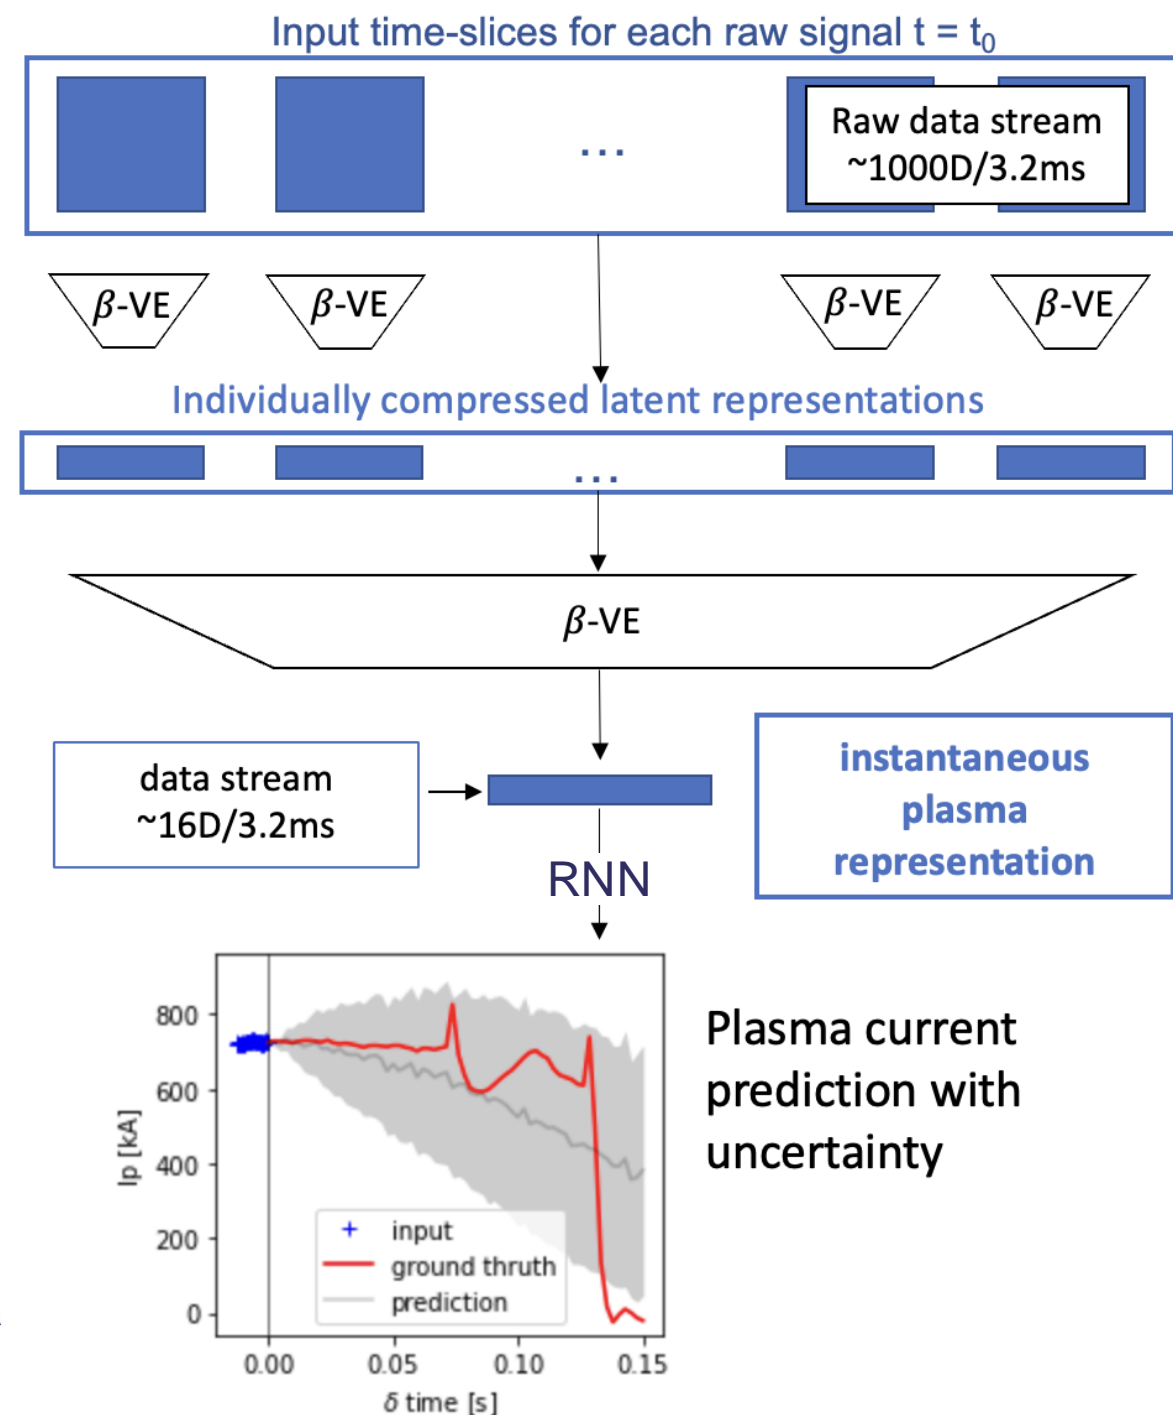 Input time-slices for each raw signal t = t₀
...
Raw data stream
~1000D/3.2ms
β-VE
β-VE
β-VE
β-VE
Individually compressed latent representations
...
β-VE
data stream
~16D/3.2ms
instantaneous
plasma
representation
RNN
800
600
400
200
0
Ip [kA]
input
ground thruth
prediction
0.00
0.05
0.10
0.15
δ time [s]
Plasma current
prediction with
uncertainty